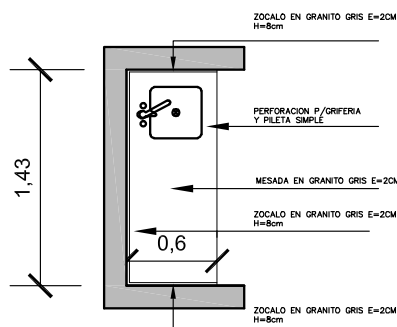 ZOCALO EN GRANITO GRIS E=2CM
H=8cm
PERFORACION P/GRIFERIA
Y PILETA SIMPLE
1,43
MESADA EN GRANITO GRIS E=2CM
ZOCALO EN GRANITO GRIS E=2CM
H=8cm
0,6
ZOCALO EN GRANITO GRIS E=2CM
H=8cm